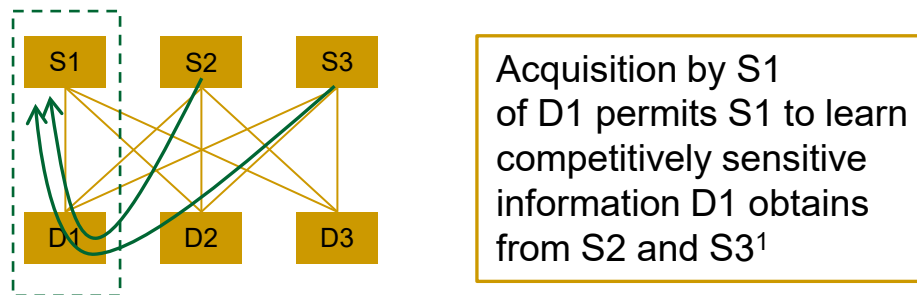 S1 S2 S3
D1 D2 D3
Acquisition by S1
of D1 permits S1 to learn
competitively sensitive
information D1 obtains
from S2 and S3¹